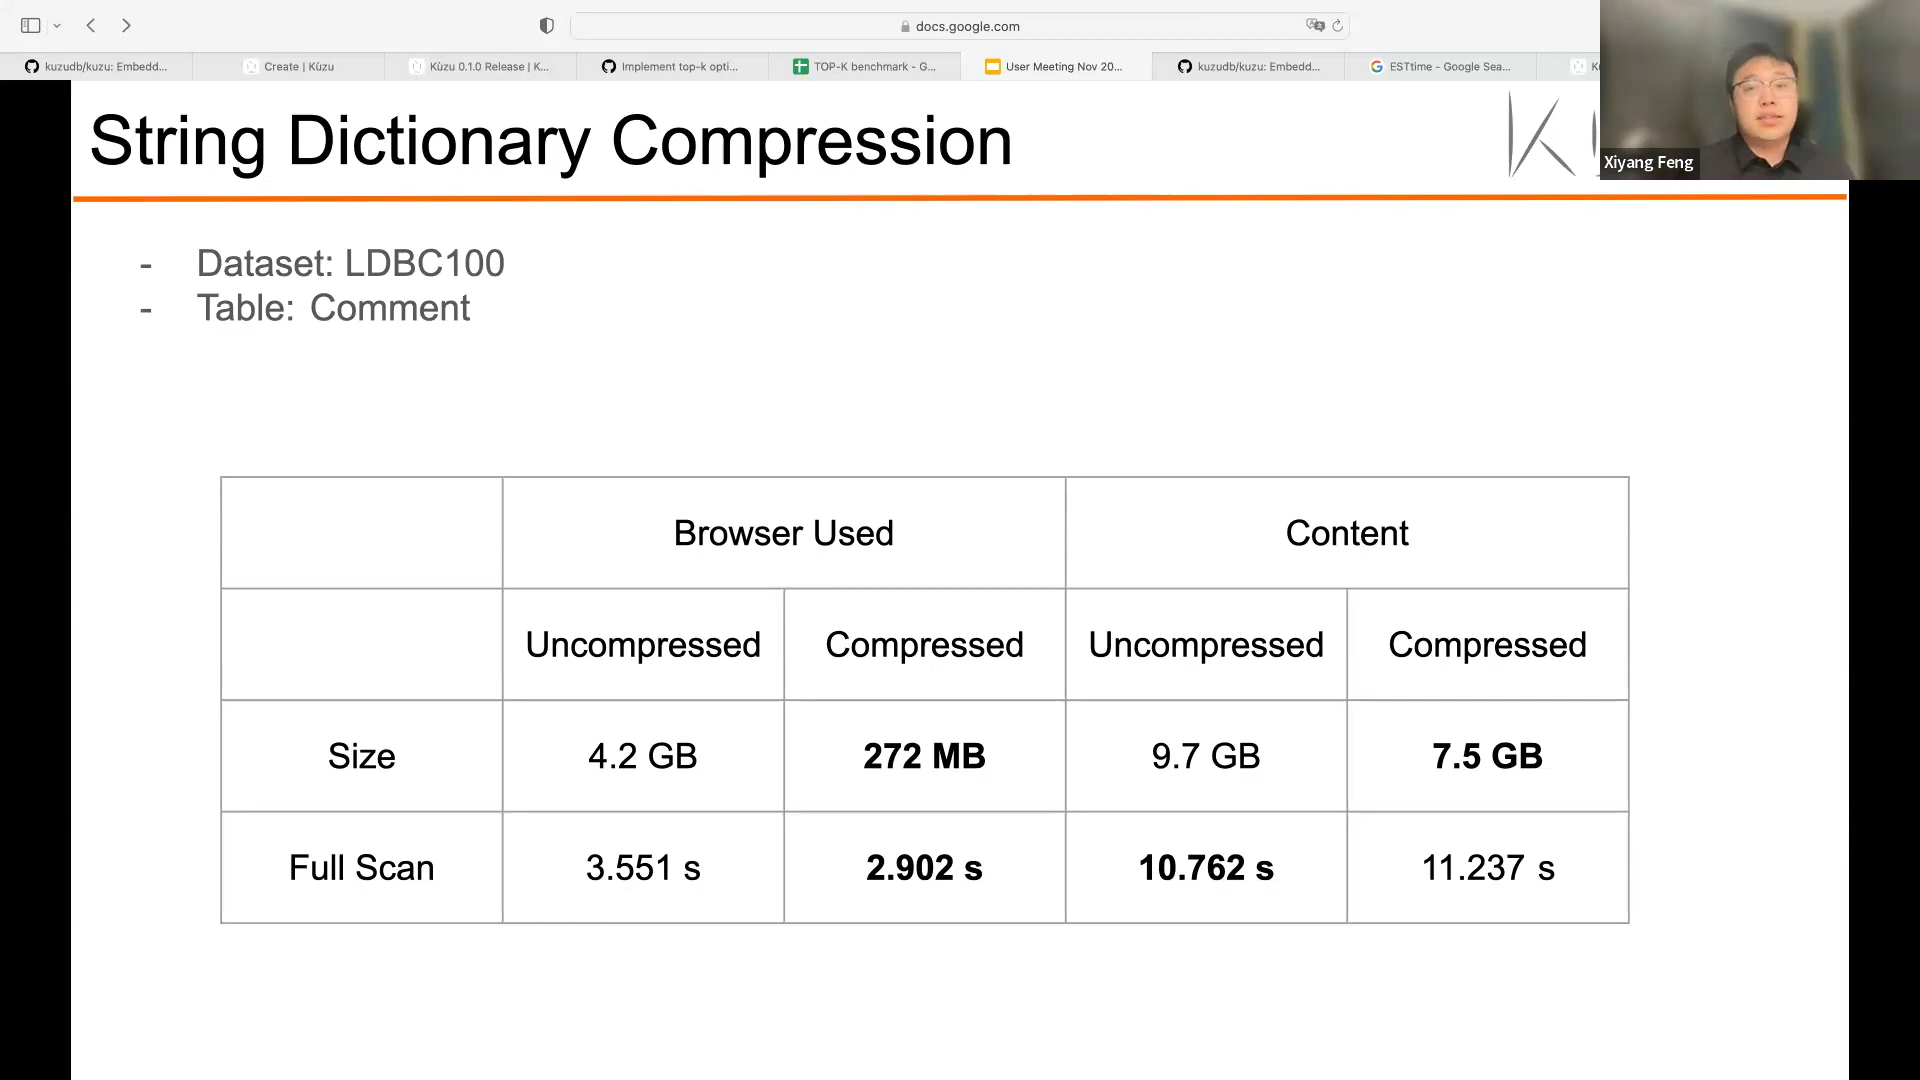 docs.google.com
kuzudb/kuzu: Embedd...
Create | Kùzu
Kùzu 0.1.0 Release | K...
Implement top-k opti...
TOP-K benchmark - G...
User Meeting Nov 20...
kuzudb/kuzu: Embedd...
ESTtime - Google Sea...
String Dictionary Compression
Xiyang Feng
- Dataset: LDBC100
- Table: Comment
Browser Used Content
Uncompressed Compressed Uncompressed Compressed
Size 4.2 GB 272 MB 9.7 GB 7.5 GB
Full Scan 3.551 s 2.902 s 10.762 s 11.237 s